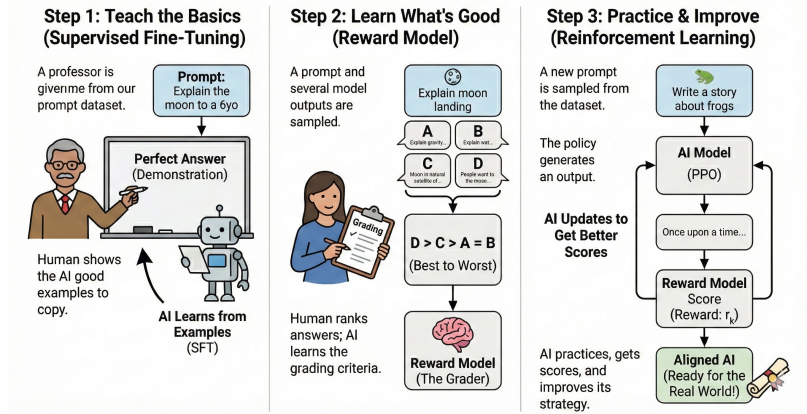 Step 1: Teach the Basics
(Supervised Fine-Tuning)
A professor is
givenme from our
prompt dataset.
Prompt:
Explain the
moon to a 6yo
Perfect Answer
(Demonstration)
Human shows
the AI good
examples to
copy.
AI Learns from
Examples
(SFT)
Step 2: Learn What's Good
(Reward Model)
A prompt and
several model
outputs are
sampled.
Explain moon
landing
A
Explain gravity...
B
Explain wat...
C
Moon in natural
satellite of...
D
People want to
the mooe...
Grading
D > C > A = B
(Best to Worst)
Human ranks
answers; AI
learns the
grading criteria.
Reward Model
(The Grader)
Step 3: Practice & Improve
(Reinforcement Learning)
A new prompt
is sampled from
the dataset.
Write a story
about frogs
The policy
generates
an output.
AI Model
(PPO)
AI Updates to
Get Better
Scores
Once upon a time...
Reward Model
Score
(Reward: rₖ)
AI practices, gets
scores, and
improves its
strategy.
Aligned AI
(Ready for the
Real World!)